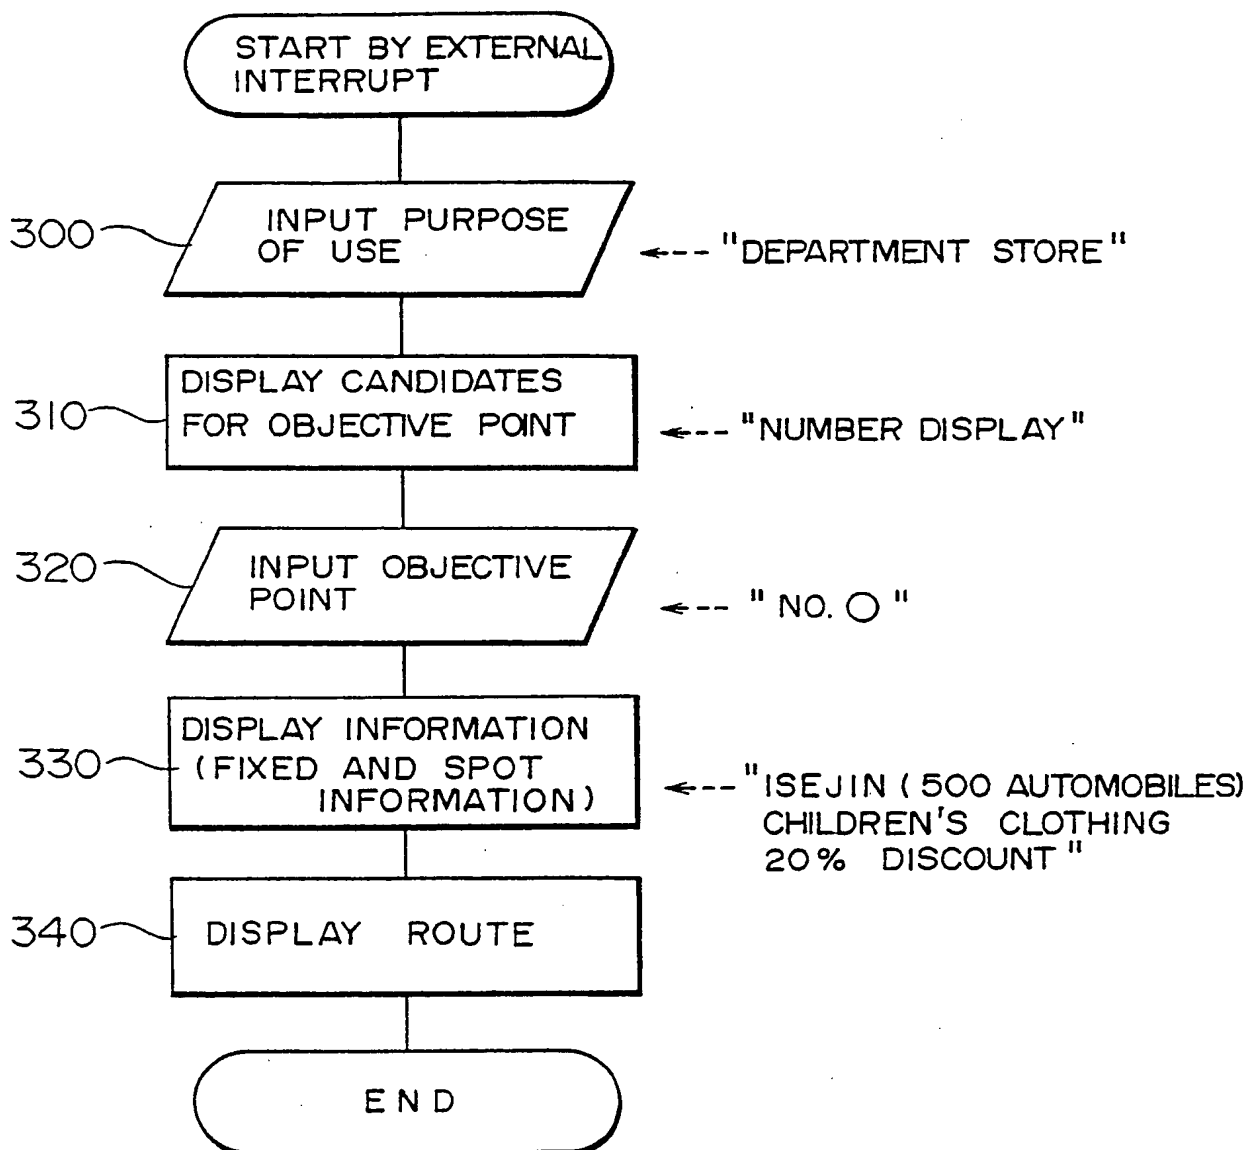 START BY EXTERNAL
INTERRUPT
300
INPUT PURPOSE
OF USE
"DEPARTMENT STORE"
310
DISPLAY CANDIDATES
FOR OBJECTIVE POINT
"NUMBER DISPLAY"
320
INPUT OBJECTIVE
POINT
"NO. ○"
330
DISPLAY INFORMATION
(FIXED AND SPOT
INFORMATION)
"ISEJIN (500 AUTOMOBILES)
CHILDREN'S CLOTHING
20% DISCOUNT"
340
DISPLAY ROUTE
END